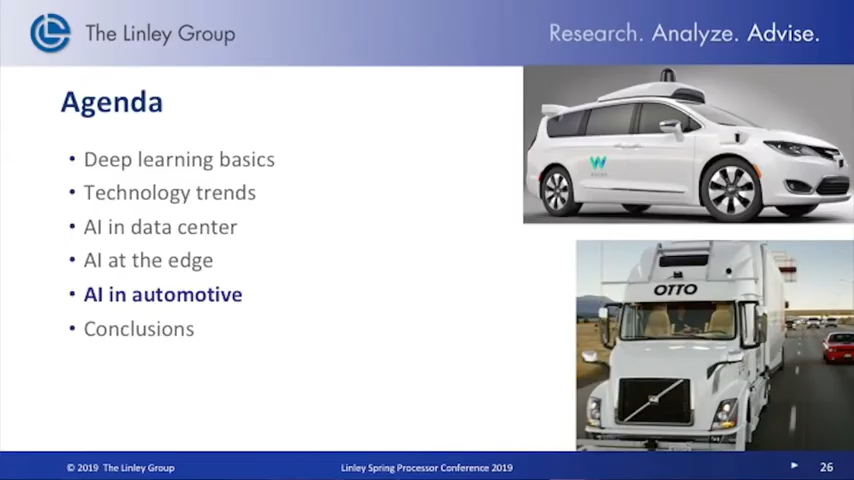 The Linley Group
Research. Analyze. Advise.
Agenda
• Deep learning basics
• Technology trends
• AI in data center
• AI at the edge
• AI in automotive
• Conclusions
W
OTTO
© 2019 The Linley Group
Linley Spring Processor Conference 2019
26